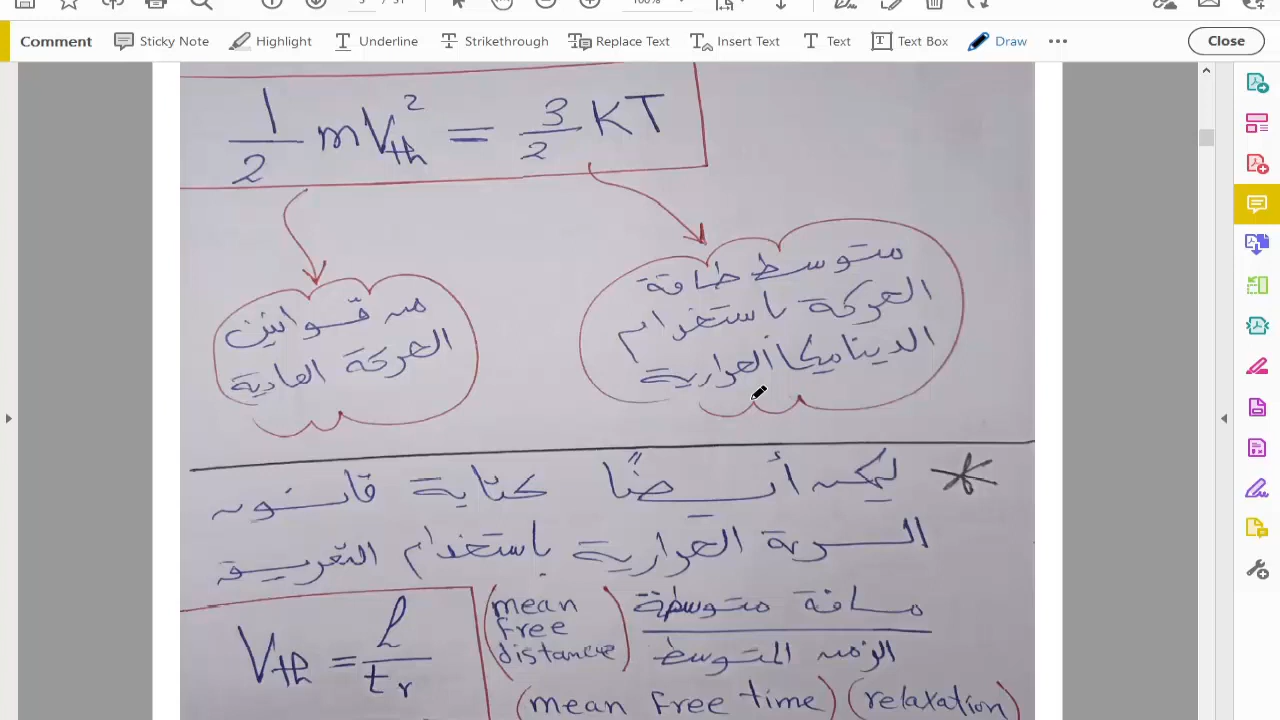 100%
Comment Sticky Note Highlight Underline Strikethrough Replace Text Insert Text Text Text Box Draw Close
1/2 mV_th^2 = 3/2 KT
متوسط طاقة
الحركة باستخدام
الديناميكا الحرارية
من قوانين
الحركة العادية
* يمكن أيضًا كتابة قانون
السرعة الحرارية باستخدام التعريف
مسافة متوسطة
الزمن المتوسط
(mean
free
distance)
V_th = l/t_r
(mean free time) (relaxation)